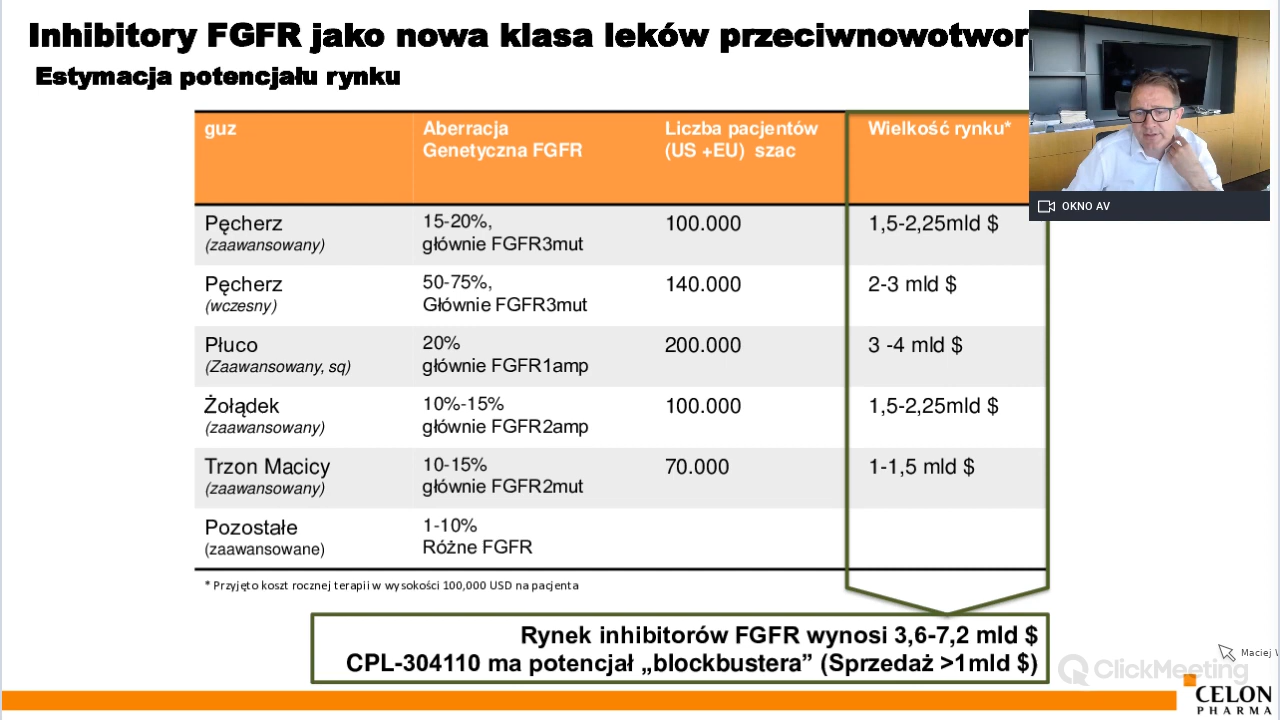 Inhibitory FGFR jako nowa klasa leków przeciwnowotwor
Estymacja potencjału rynku
guz
Aberracja
Genetyczna FGFR
Liczba pacjentów
(US +EU) szac
Wielkość rynku*
OKNO AV
Pęcherz
(zaawansowany)
15-20%,
głównie FGFR3mut
100.000
1,5-2,25mld $
Pęcherz
(wczesny)
50-75%,
Głównie FGFR3mut
140.000
2-3 mld $
Płuco
(Zaawansowany, sq)
20%
głównie FGFR1amp
200.000
3 -4 mld $
Żołądek
(zaawansowany)
10%-15%
głównie FGFR2amp
100.000
1,5-2,25mld $
Trzon Macicy
(zaawansowany)
10-15%
głównie FGFR2mut
70.000
1-1,5 mld $
Pozostałe
(zaawansowane)
1-10%
Różne FGFR
* Przyjęto koszt rocznej terapii w wysokości 100,000 USD na pacjenta
Rynek inhibitorów FGFR wynosi 3,6-7,2 mld $
CPL-304110 ma potencjał „blockbustera” (Sprzedaż >1mld $)
Maciej W
ClickMeeting
CELON
PHARMA